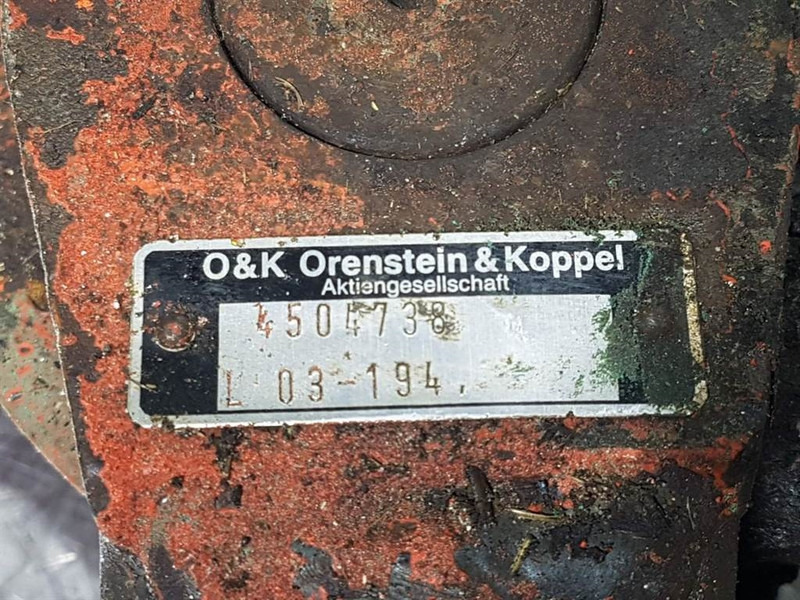 O&K Orenstein & Koppel
Aktiengesellschaft
4504738
L 03-194,